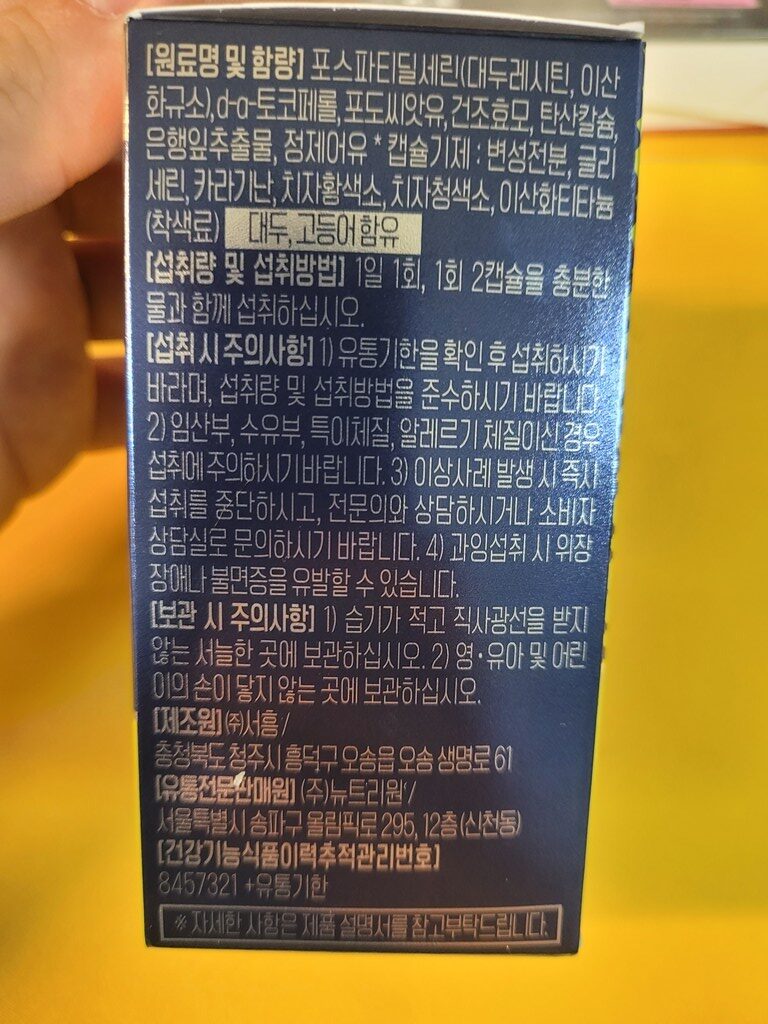 [원료명 및 함량] 포스파티딜세린(대두레시틴, 이산
화규소),d-α-토코페롤,포도씨앗유,건조효모, 탄산칼슘,
은행잎추출물, 정제어유 * 캡슐기제 : 변성전분, 글리
세린, 카라기난, 치자황색소, 치자청색소, 이산화티타늄
(착색료) 대두,고등어함유
[섭취량 및 섭취방법] 1일 1회, 1회 2캡슐을 충분한
물과 함께 섭취하십시오.
[섭취 시 주의사항] 1) 유통기한을 확인 후 섭취하시기
바라며, 섭취량 및 섭취방법을 준수하시기 바랍니다.
2) 임산부, 수유부, 특이체질, 알레르기 체질이신 경우
섭취에 주의하시기 바랍니다. 3) 이상사례 발생 시 즉시
섭취를 중단하시고, 전문의와 상담하시거나 소비자
상담실로 문의하시기 바랍니다. 4) 과잉섭취 시 위장
장애나 불면증을 유발할 수 있습니다.
[보관 시 주의사항] 1) 습기가 적고 직사광선을 받지
않는 서늘한 곳에 보관하십시오. 2) 영·유아 및 어린
이의 손이 닿지 않는 곳에 보관하십시오.
[제조원] ㈜서흥/
충청북도 청주시 흥덕구 오송읍 오송 생명로 61
[유통전문판매원] (주)뉴트리원/
서울특별시 송파구 올림픽로 295, 12층 (신천동)
[건강기능식품이력추적관리번호]
8457321 +유통기한
※ 자세한 사항은 제품 설명서를 참고부탁드립니다.